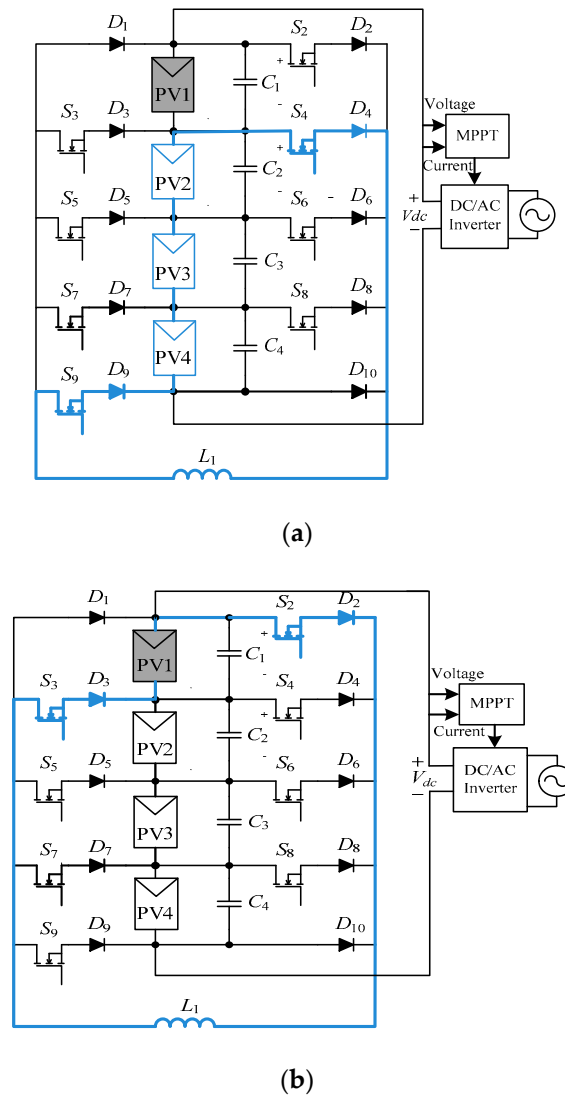 D1 S2 D2
+
PV1 C1
-
S3 D3 S4 D4
Voltage
+
MPPT
PV2 C2
Current
- -
S5 D5 S6 D6
+
Vdc DC/AC
- Inverter
PV3 C3
S7 D7 S8 D8
PV4 C4
S9 D9 D10
L1
(a)
D1 S2 D2
+
PV1 C1
Voltage
-
S3 D3 S4 D4
MPPT
+
Current
PV2 C2
+
Vdc DC/AC
- Inverter
-
S5 D5 S6 D6
PV3 C3
S7 D7 S8 D8
PV4 C4
S9 D9 D10
L1
(b)